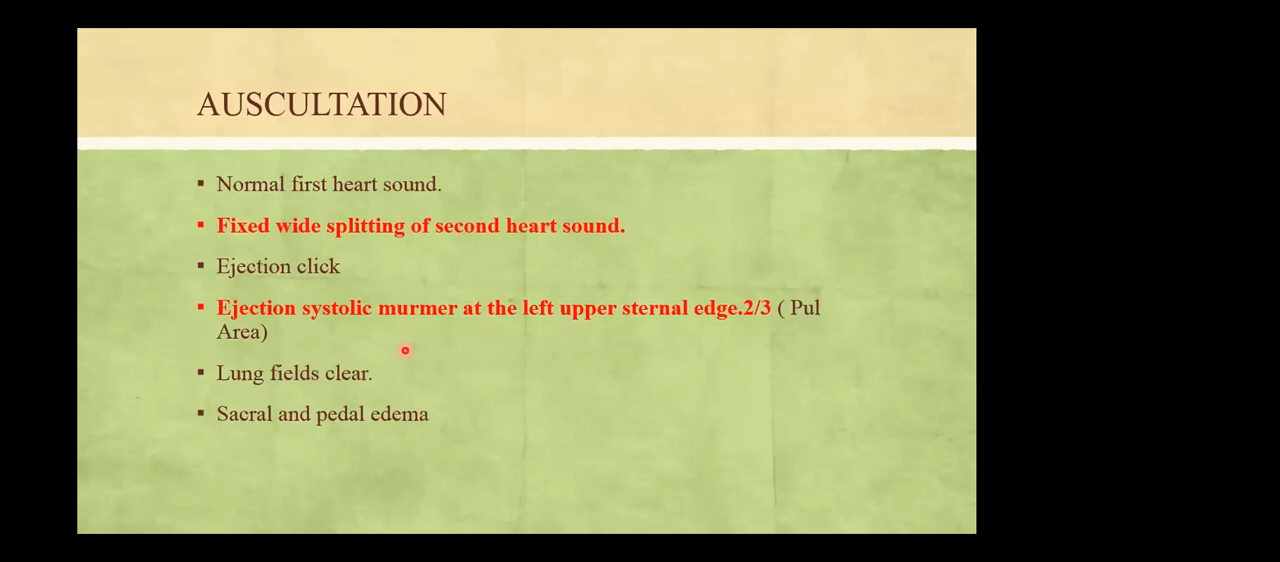 AUSCULTATION
▪ Normal first heart sound.
▪ Fixed wide splitting of second heart sound.
▪ Ejection click
▪ Ejection systolic murmer at the left upper sternal edge.2/3 ( Pul
Area)
▪ Lung fields clear.
▪ Sacral and pedal edema